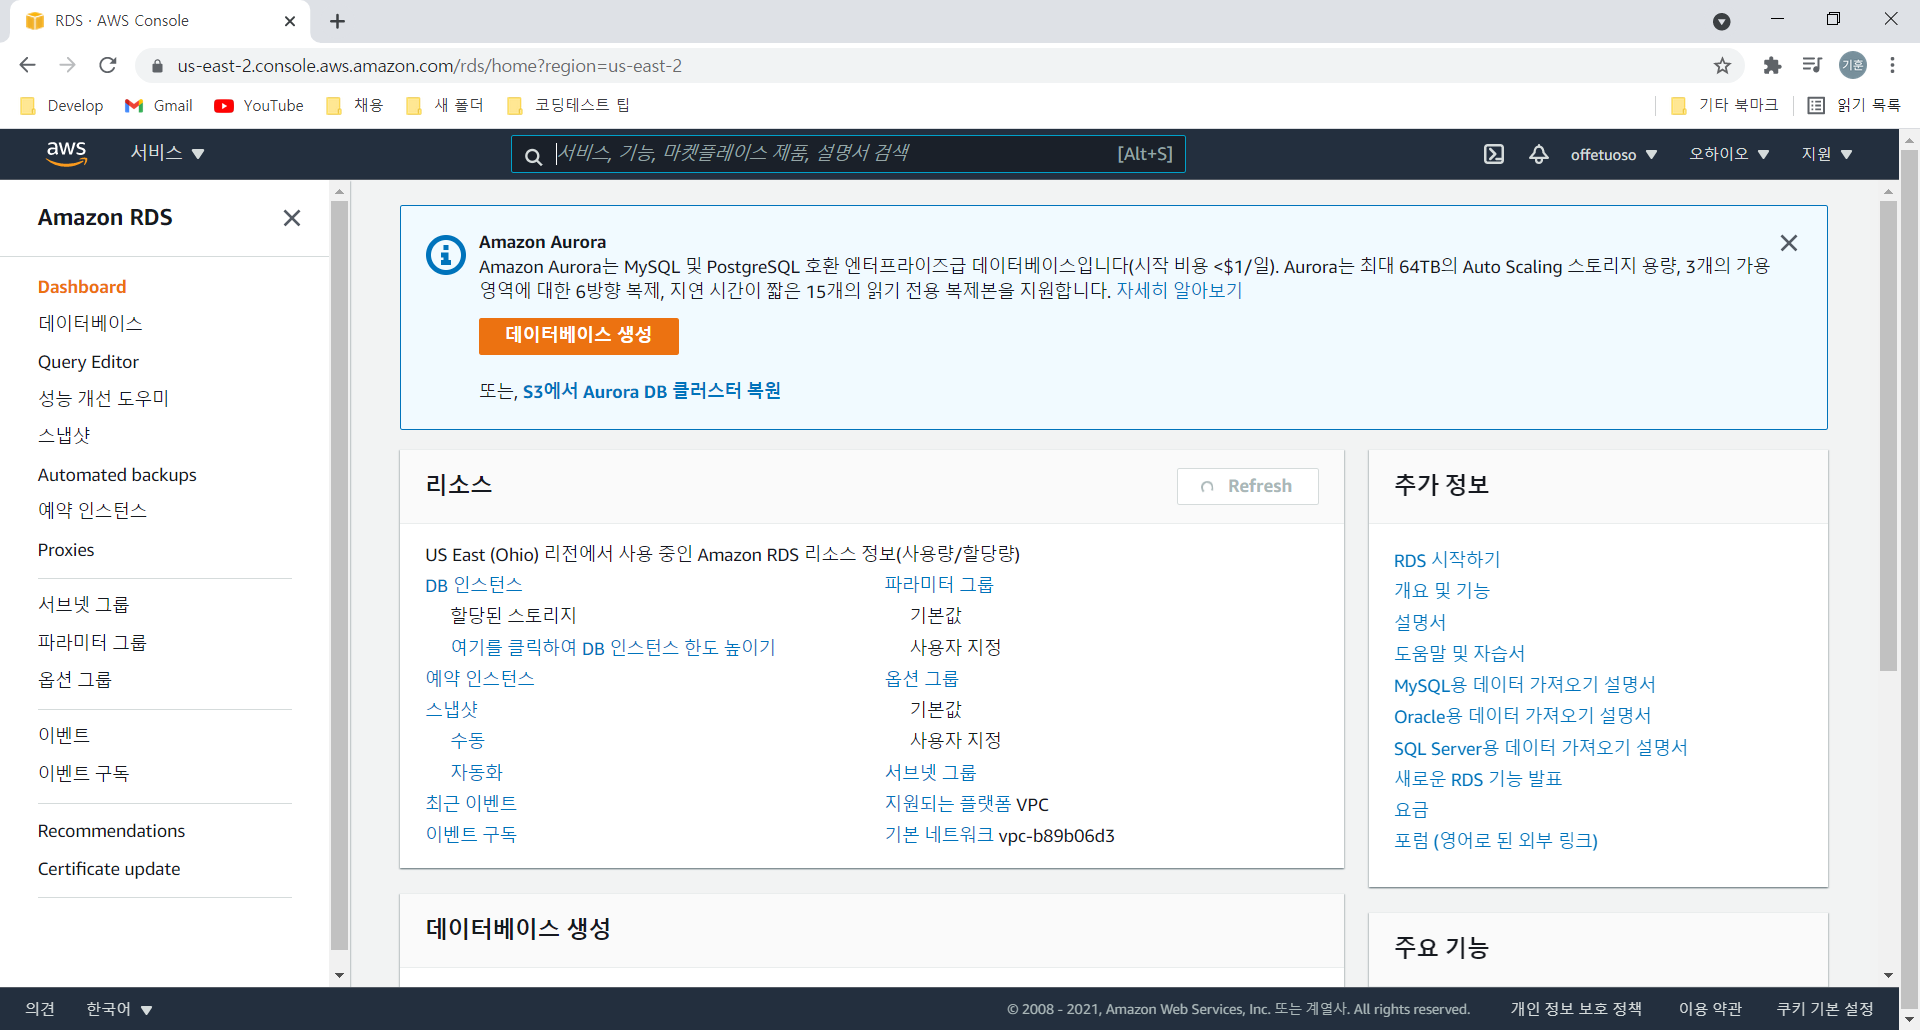 RDS · AWS Console
us-east-2.console.aws.amazon.com/rds/home?region=us-east-2
기훈
Develop
Gmail
YouTube
채용
새 폴더
코딩테스트 팁
기타 북마크
읽기 목록
aws
서비스
서비스, 기능, 마켓플레이스 제품, 설명서 검색
[Alt+S]
offetuoso
오하이오
지원
Amazon RDS
Dashboard
데이터베이스
Query Editor
성능 개선 도우미
스냅샷
Automated backups
예약 인스턴스
Proxies
서브넷 그룹
파라미터 그룹
옵션 그룹
이벤트
이벤트 구독
Recommendations
Certificate update
Amazon Aurora
Amazon Aurora는 MySQL 및 PostgreSQL 호환 엔터프라이즈급 데이터베이스입니다(시작 비용 <$1/일). Aurora는 최대 64TB의 Auto Scaling 스토리지 용량, 3개의 가용
영역에 대한 6방향 복제, 지연 시간이 짧은 15개의 읽기 전용 복제본을 지원합니다. 자세히 알아보기
데이터베이스 생성
또는, S3에서 Aurora DB 클러스터 복원
리소스
Refresh
US East (Ohio) 리전에서 사용 중인 Amazon RDS 리소스 정보(사용량/할당량)
DB 인스턴스
할당된 스토리지
여기를 클릭하여 DB 인스턴스 한도 높이기
예약 인스턴스
스냅샷
수동
자동화
최근 이벤트
이벤트 구독
파라미터 그룹
기본값
사용자 지정
옵션 그룹
기본값
사용자 지정
서브넷 그룹
지원되는 플랫폼 VPC
기본 네트워크 vpc-b89b06d3
추가 정보
RDS 시작하기
개요 및 기능
설명서
도움말 및 자습서
MySQL용 데이터 가져오기 설명서
Oracle용 데이터 가져오기 설명서
SQL Server용 데이터 가져오기 설명서
새로운 RDS 기능 발표
요금
포럼 (영어로 된 외부 링크)
데이터베이스 생성
주요 기능
의견
한국어
© 2008 - 2021, Amazon Web Services, Inc. 또는 계열사. All rights reserved.
개인 정보 보호 정책
이용 약관
쿠키 기본 설정